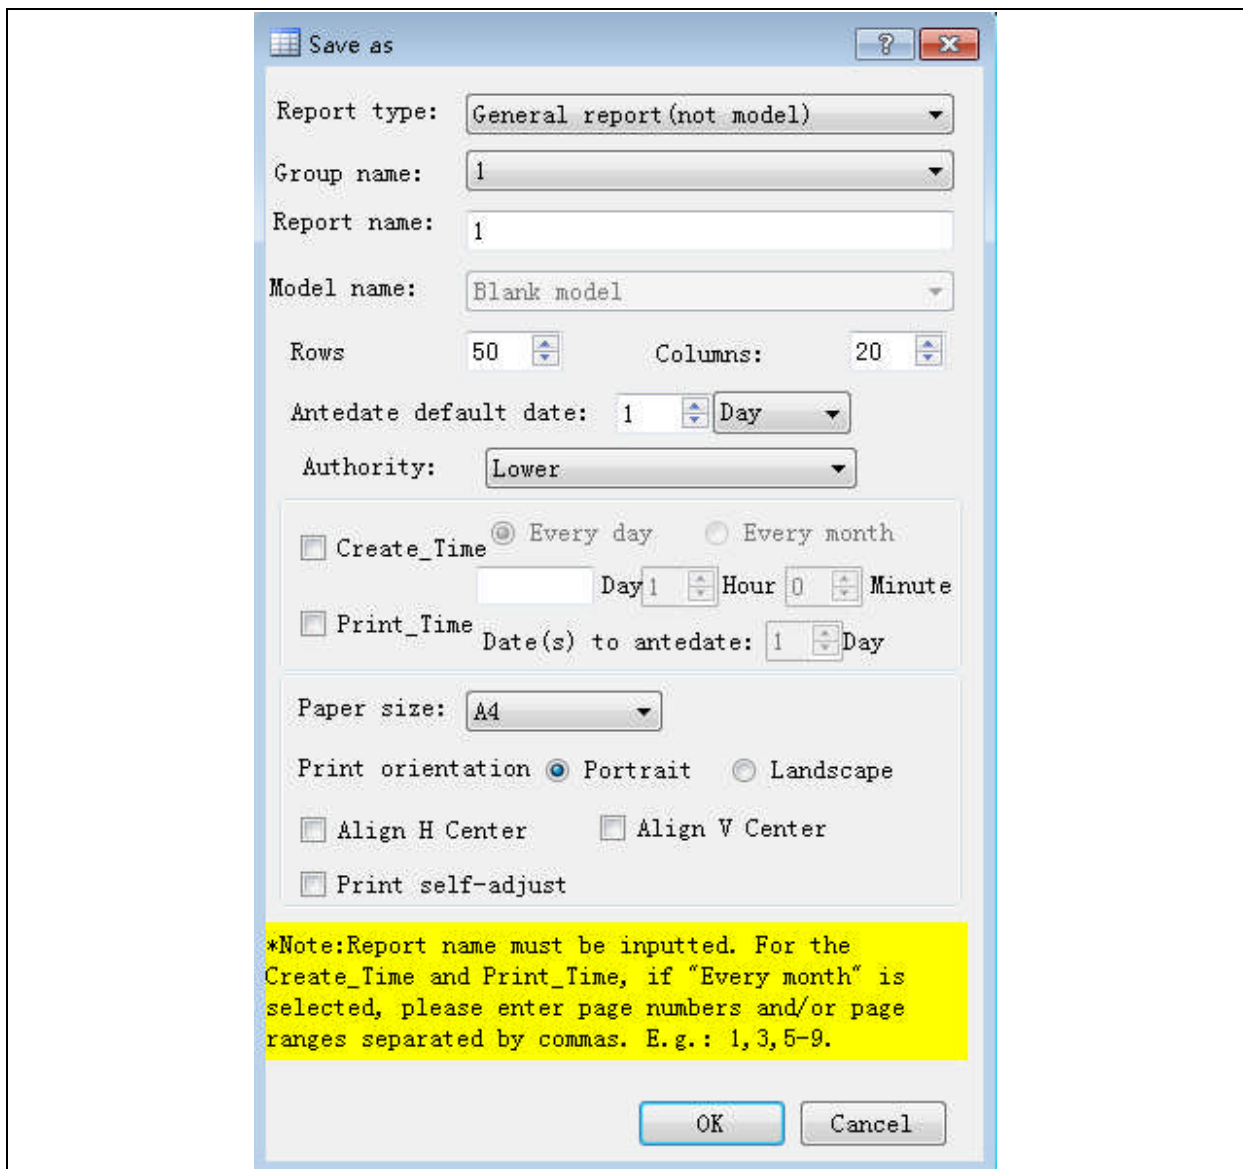 Save as
Report type: General report(not model)
Group name: 1
Report name: 1
Model name: Blank model
Rows 50 Columns: 20
Antedate default date: 1 Day
Authority: Lower
Create_Time Every day Every month
Day 1 Hour 0 Minute
Print_Time Date(s) to antedate: 1 Day
Paper size: A4
Print orientation Portrait Landscape
Align H Center Align V Center
Print self-adjust
*Note:Report name must be inputted. For the
Create_Time and Print_Time, if "Every month" is
selected, please enter page numbers and/or page
ranges separated by commas. E.g.: 1,3,5-9.
OK Cancel